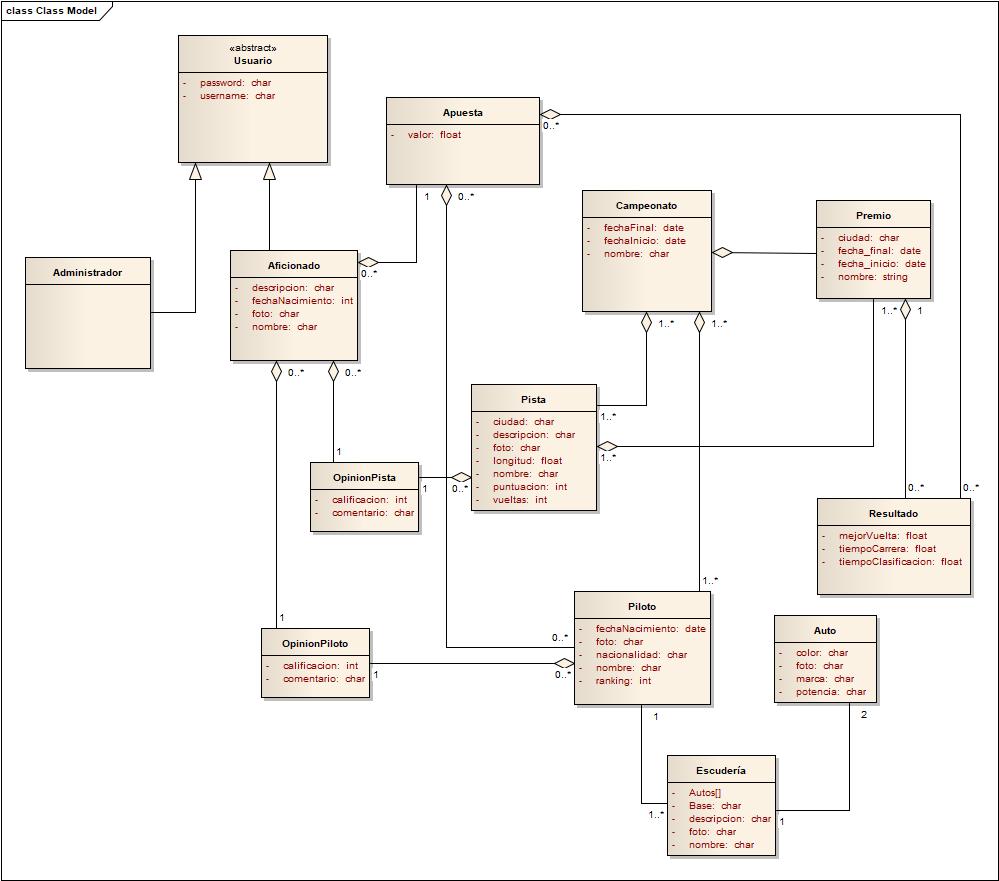 class Class Model
«abstract»
Usuario
- password: char
- username: char
Apuesta
- valor: float
0..*
1
0..*
Campeonato
- fechaFinal: date
- fechaInicio: date
- nombre: char
Premio
- ciudad: char
- fecha_final: date
- fecha_inicio: date
- nombre: string
Administrador
Aficionado
- descripcion: char
- fechaNacimiento: int
- foto: char
- nombre: char
0..*
1..*
1..*
1..*
1
0..*
0..*
Pista
- ciudad: char
- descripcion: char
- foto: char
- longitud: float
- nombre: char
- puntuacion: int
- vueltas: int
1..*
1..*
1
OpinionPista
- calificacion: int
- comentario: char
1
0..*
0..*
0..*
Resultado
- mejorVuelta: float
- tiempoCarrera: float
- tiempoClasificacion: float
1..*
1
OpinionPiloto
- calificacion: int
- comentario: char
1
0..*
0..*
Piloto
- fechaNacimiento: date
- foto: char
- nacionalidad: char
- nombre: char
- ranking: int
Auto
- color: char
- foto: char
- marca: char
- potencia: char
1
2
Escudería
- Autos[]
- Base: char
- descripcion: char
- foto: char
- nombre: char
1..*
1